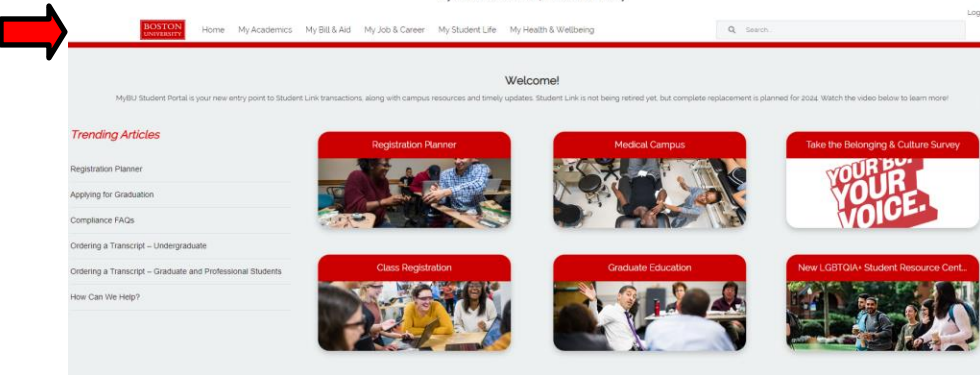 Log
BOSTON
UNIVERSITY
Home My Academics My Bill & Aid My Job & Career My Student Life My Health & Wellbeing
Search...
Welcome!
MyBU Student Portal is your new entry point to Student Link transactions, along with campus resources and timely updates. Student Link is not being retired yet, but complete replacement is planned for 2024. Watch the video below to learn more!
Trending Articles
Registration Planner
Applying for Graduation
Compliance FAQs
Ordering a Transcript – Undergraduate
Ordering a Transcript – Graduate and Professional Students
How Can We Help?
Registration Planner
Medical Campus
Take the Belonging & Culture Survey
YOUR BU.
YOUR
VOICE.
Class Registration
Graduate Education
New LGBTQIA+ Student Resource Cent...